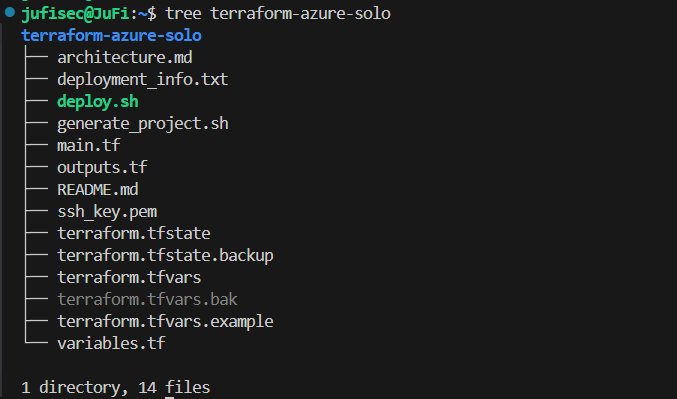 jufisec@JuFi:~$ tree terraform-azure-solo
terraform-azure-solo
├── architecture.md
├── deployment_info.txt
├── deploy.sh
├── generate_project.sh
├── main.tf
├── outputs.tf
├── README.md
├── ssh_key.pem
├── terraform.tfstate
├── terraform.tfstate.backup
├── terraform.tfvars
├── terraform.tfvars.bak
├── terraform.tfvars.example
└── variables.tf
1 directory, 14 files